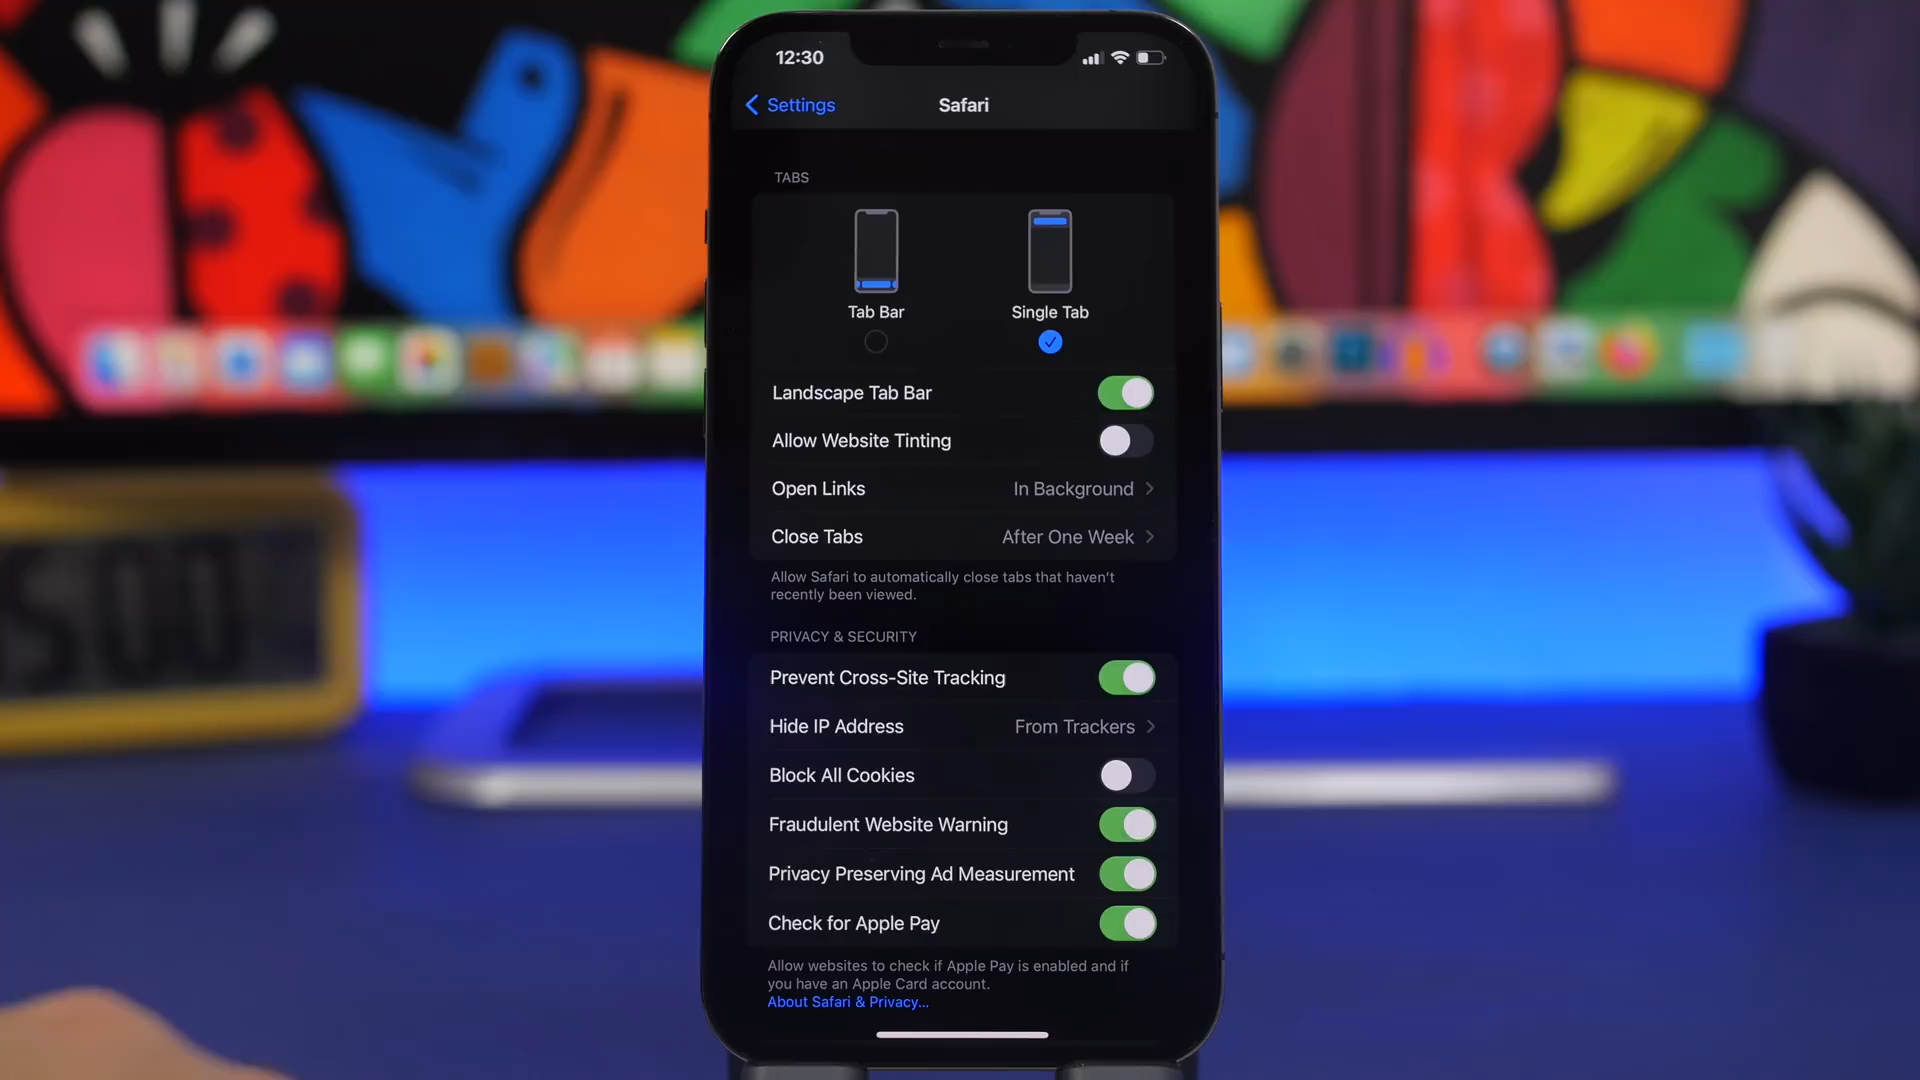 12:30
Settings
Safari
TABS
Tab Bar
Single Tab
Landscape Tab Bar
Allow Website Tinting
Open Links
In Background
Close Tabs
After One Week
Allow Safari to automatically close tabs that haven't
recently been viewed.
PRIVACY & SECURITY
Prevent Cross-Site Tracking
Hide IP Address
From Trackers
Block All Cookies
Fraudulent Website Warning
Privacy Preserving Ad Measurement
Check for Apple Pay
Allow websites to check if Apple Pay is enabled and if
you have an Apple Card account.
About Safari & Privacy...